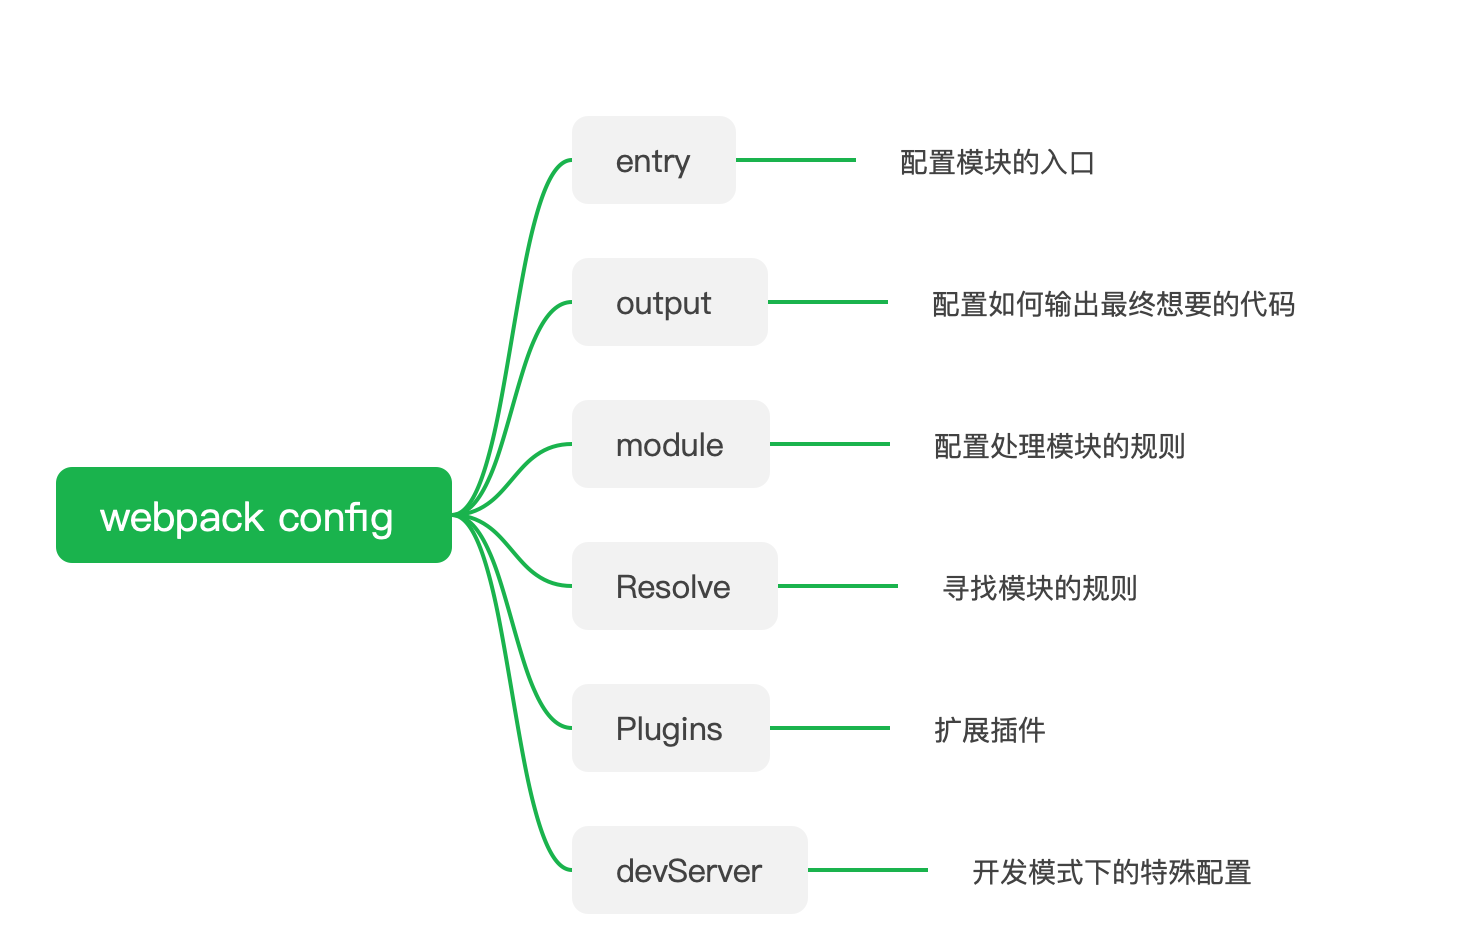 entry
配置模块的入口
output
配置如何输出最终想要的代码
module
配置处理模块的规则
webpack config
Resolve
寻找模块的规则
Plugins
扩展插件
devServer
开发模式下的特殊配置